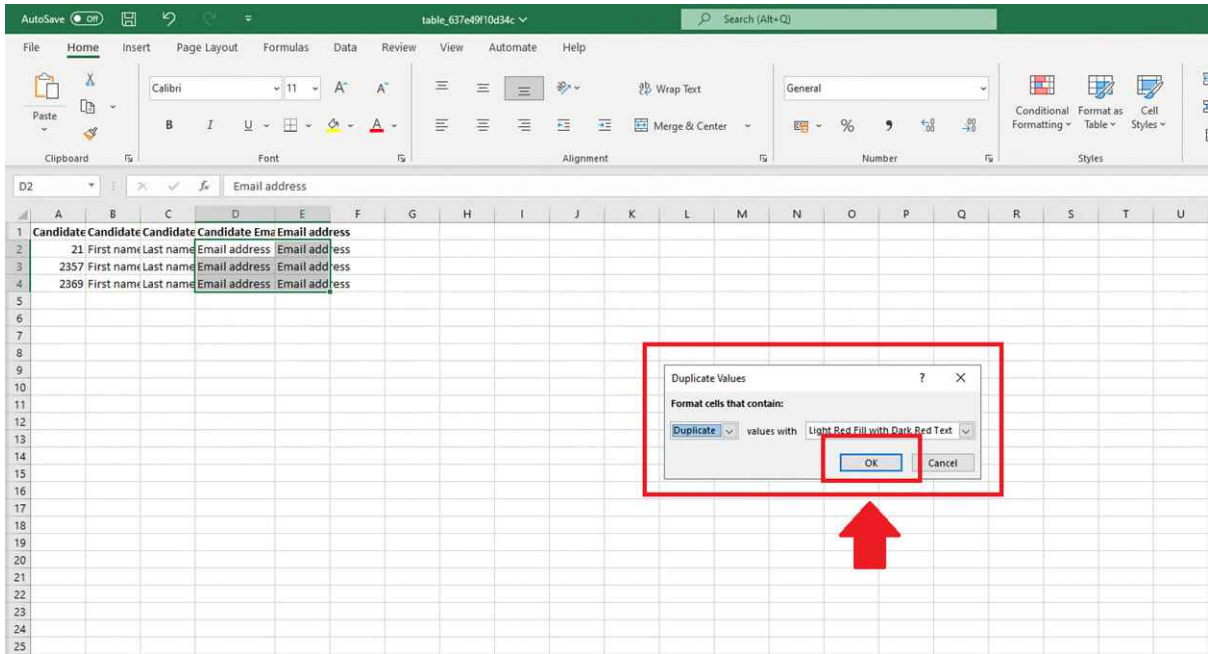 AutoSave Off table_637e49f10d34c Search (Alt+Q)
File Home Insert Page Layout Formulas Data Review View Automate Help
Calibri 11 A A Wrap Text General
Paste B I U A Merge & Center % 9 Conditional Formatting Format as Table Cell Styles
Clipboard Font Alignment Number Styles
D2 fx Email address
A B C D E F G H I J K L M N O P Q R S T U
1 Candidate Candidate Candidate Candidate Ema Email address
2 21 First name Last name Email address Email address
3 2357 First name Last name Email address Email address
4 2369 First name Last name Email address Email address
5
6
7
8
9
10
11
12
13
14
15
16
17
18
19
20
21
22
23
24
25
Duplicate Values ?
Format cells that contain:
Duplicate values with Light Red Fill with Dark Red Text
OK Cancel